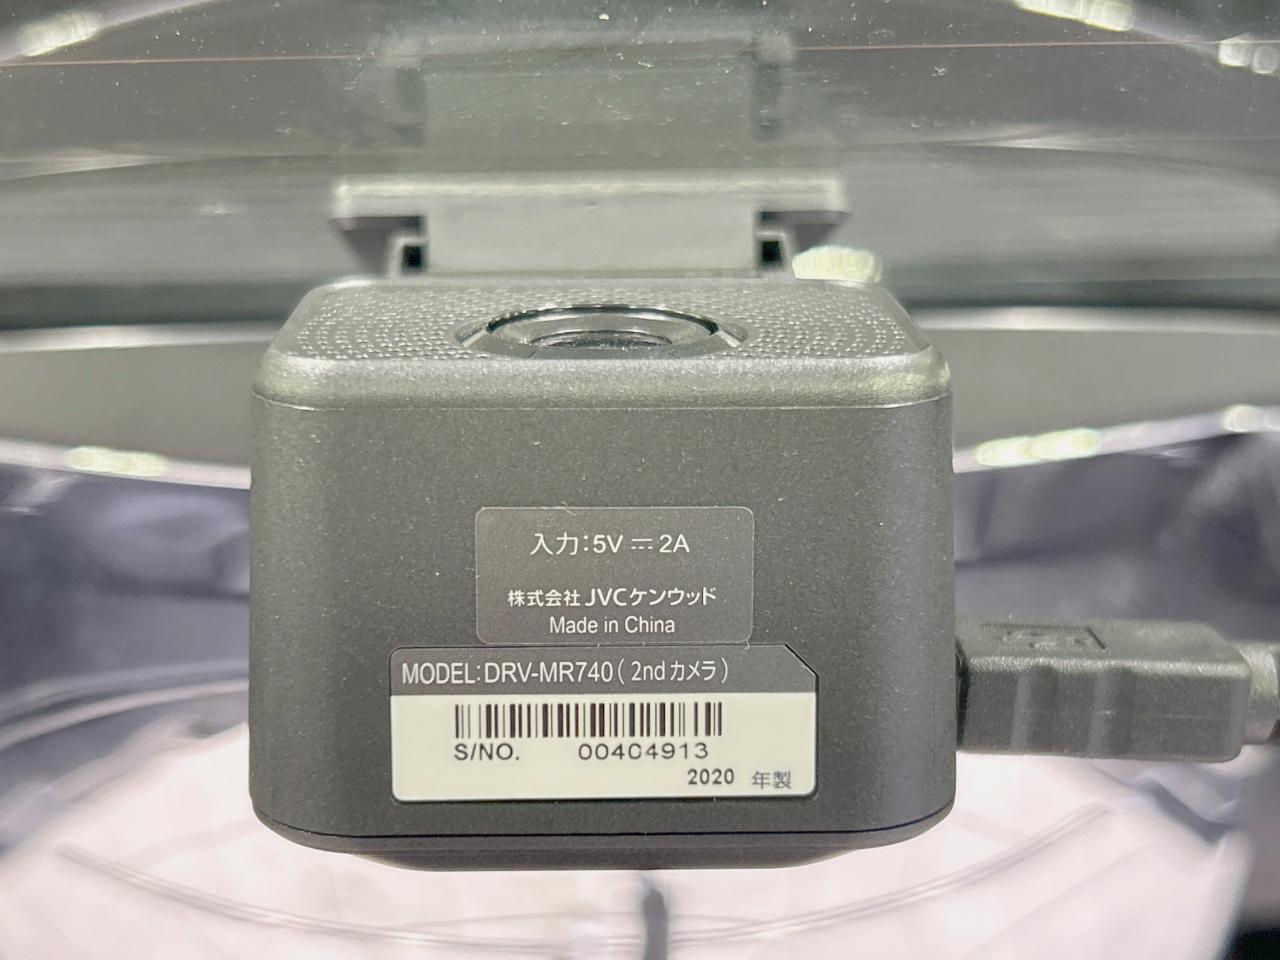 入力:5V ⎓ 2A
株式会社JVCケンウッド
Made in China
MODEL:DRV-MR740(2ndカメラ)
S/NO. 00404913
2020 年製